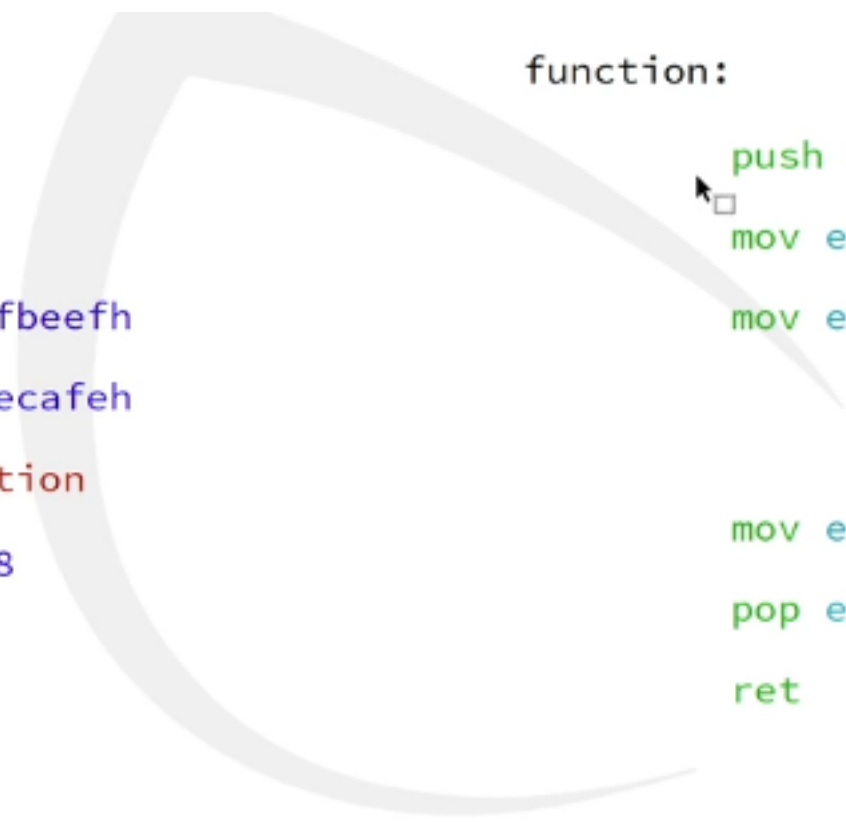 function:
push
mov e
mov e
fbeefh
ecafeh
tion
8
mov e
pop e
ret